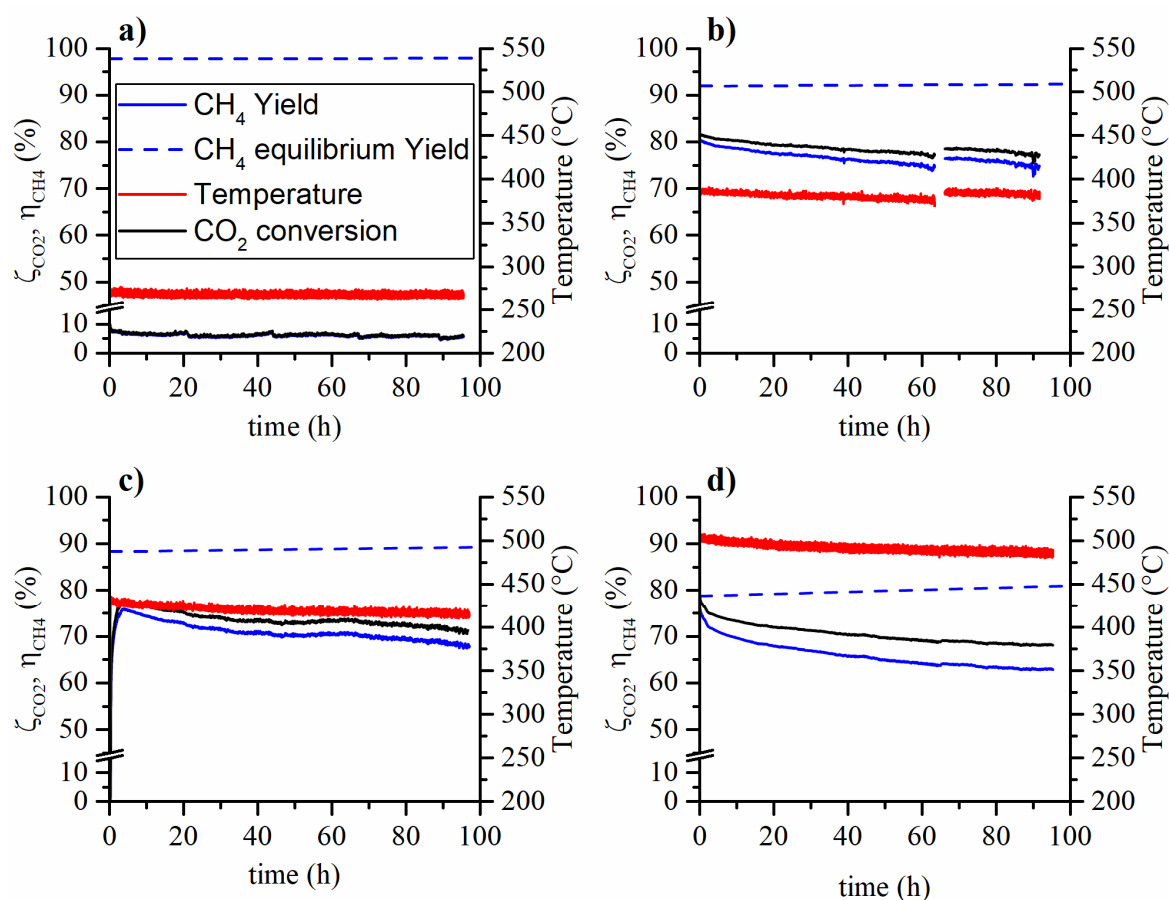 a)
100
90
80
70
60
50
10
0
ζCO2, ηCH4 (%)
CH4 Yield
CH4 equilibrium Yield
Temperature
CO2 conversion
550
500
450
400
350
300
250
200
Temperature (°C)
0 20 40 60 80 100
time (h)
b)
100
90
80
70
60
50
10
0
ζCO2, ηCH4 (%)
550
500
450
400
350
300
250
200
Temperature (°C)
0 20 40 60 80 100
time (h)
c)
100
90
80
70
60
50
10
0
ζCO2, ηCH4 (%)
550
500
450
400
350
300
250
200
Temperature (°C)
0 20 40 60 80 100
time (h)
d)
100
90
80
70
60
50
10
0
ζCO2, ηCH4 (%)
550
500
450
400
350
300
250
200
Temperature (°C)
0 20 40 60 80 100
time (h)